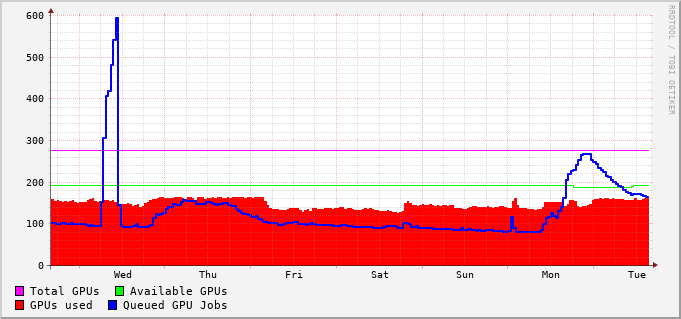 600
500
400
300
200
100
0
Wed Thu Fri Sat Sun Mon Tue
Total GPUs Available GPUs
GPUs used Queued GPU Jobs
RRDTOOL / TOBI OETIKER